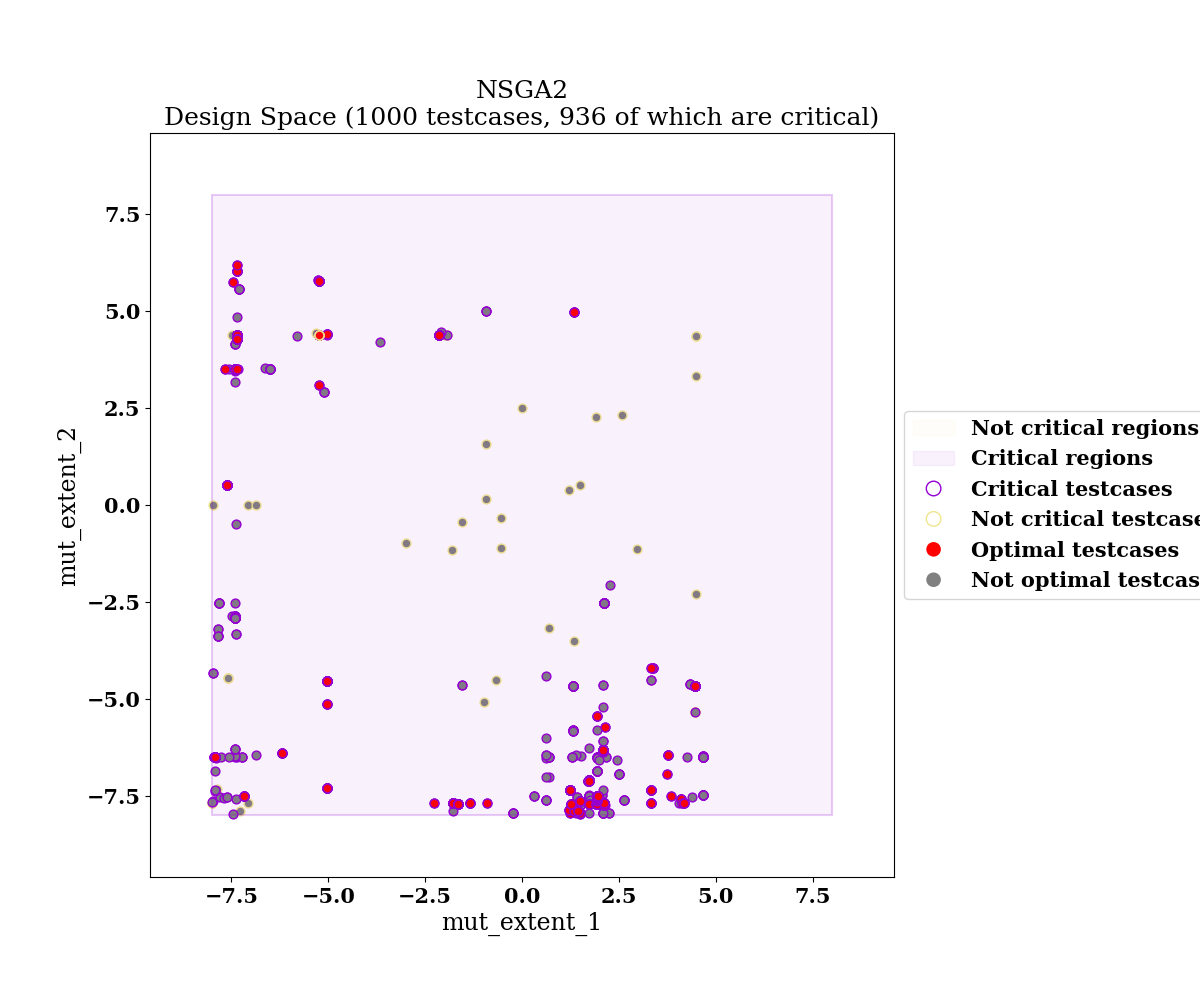 NSGA2
Design Space (1000 testcases, 936 of which are critical)
7.5
5.0
2.5
0.0
−2.5
−5.0
−7.5
mut_extent_2
−7.5
−5.0
−2.5
0.0
2.5
5.0
7.5
mut_extent_1
Not critical regions
Critical regions
Critical testcases
Not critical testcase
Optimal testcases
Not optimal testcas